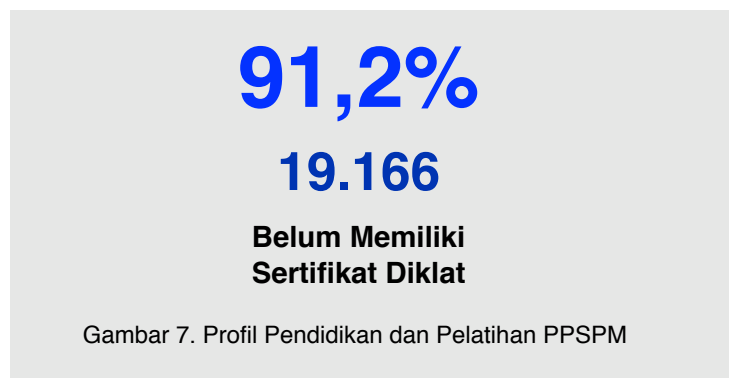 91,2%
19.166
Belum Memiliki
Sertifikat Diklat
Gambar 7. Profil Pendidikan dan Pelatihan PPSPM